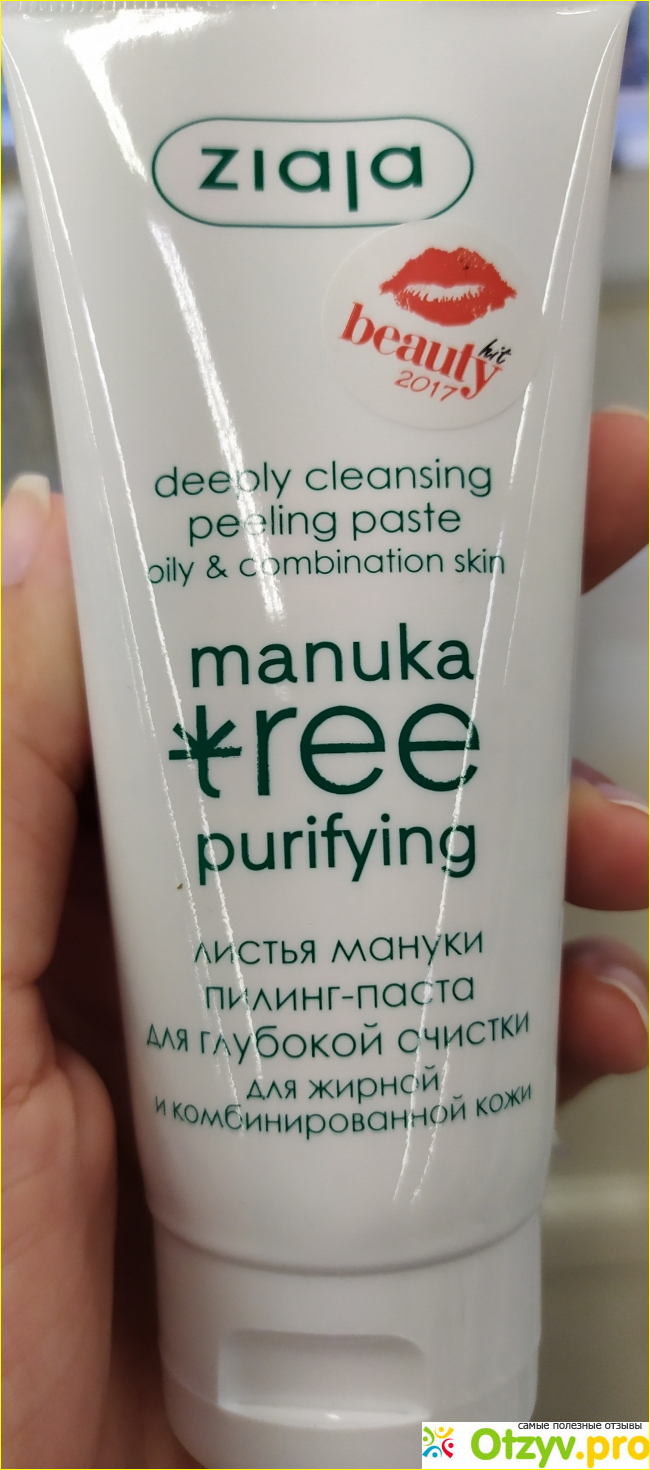 ziaja
beauty hit
2017
deeply cleansing
peeling paste
oily & combination skin
manuka
tree
purifying
листья мануки
пилинг-паста
для глубокой очистки
для жирной
и комбинированной кожи
самые полезные отзывы
Otzyv.pro